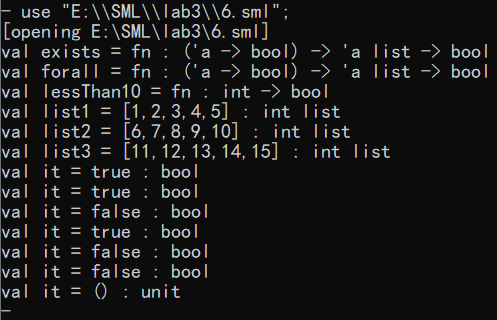 - use "E:\\SML\\lab3\\6.sml";
[opening E:\SML\lab3\6.sml]
val exists = fn : ('a -> bool) -> 'a list -> bool
val forall = fn : ('a -> bool) -> 'a list -> bool
val lessThan10 = fn : int -> bool
val list1 = [1,2,3,4,5] : int list
val list2 = [6,7,8,9,10] : int list
val list3 = [11,12,13,14,15] : int list
val it = true : bool
val it = true : bool
val it = false : bool
val it = true : bool
val it = false : bool
val it = false : bool
val it = () : unit
-